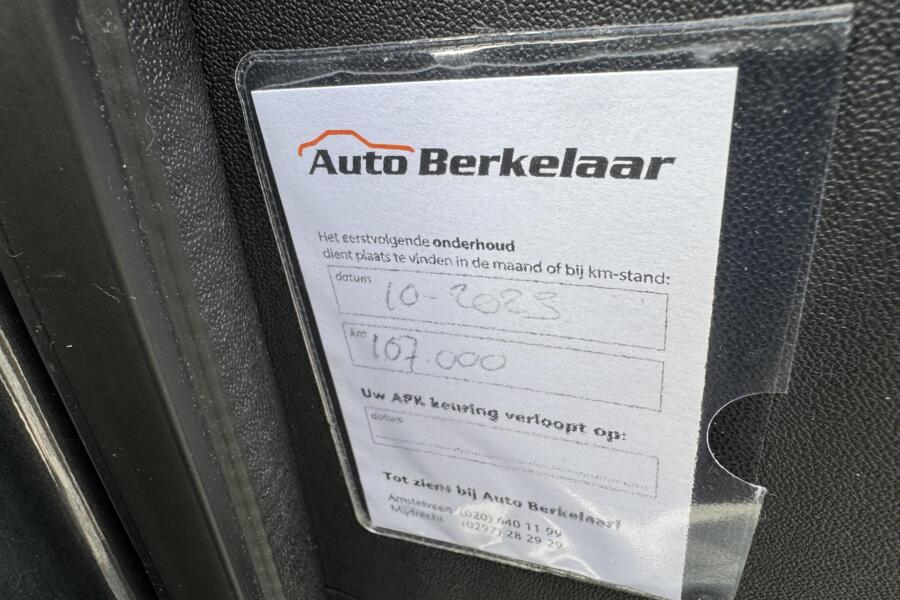 Auto Berkelaar
Het eerstvolgende onderhoud
dient plaats te vinden in de maand of bij km-stand:
datum 10-2023
km 107.000
Uw APK keuring verloopt op:
datum
Tot ziens bij Auto Berkelaar!
Amstelveen (020) 640 11 99
Mijdrecht (0297) 28 29 29